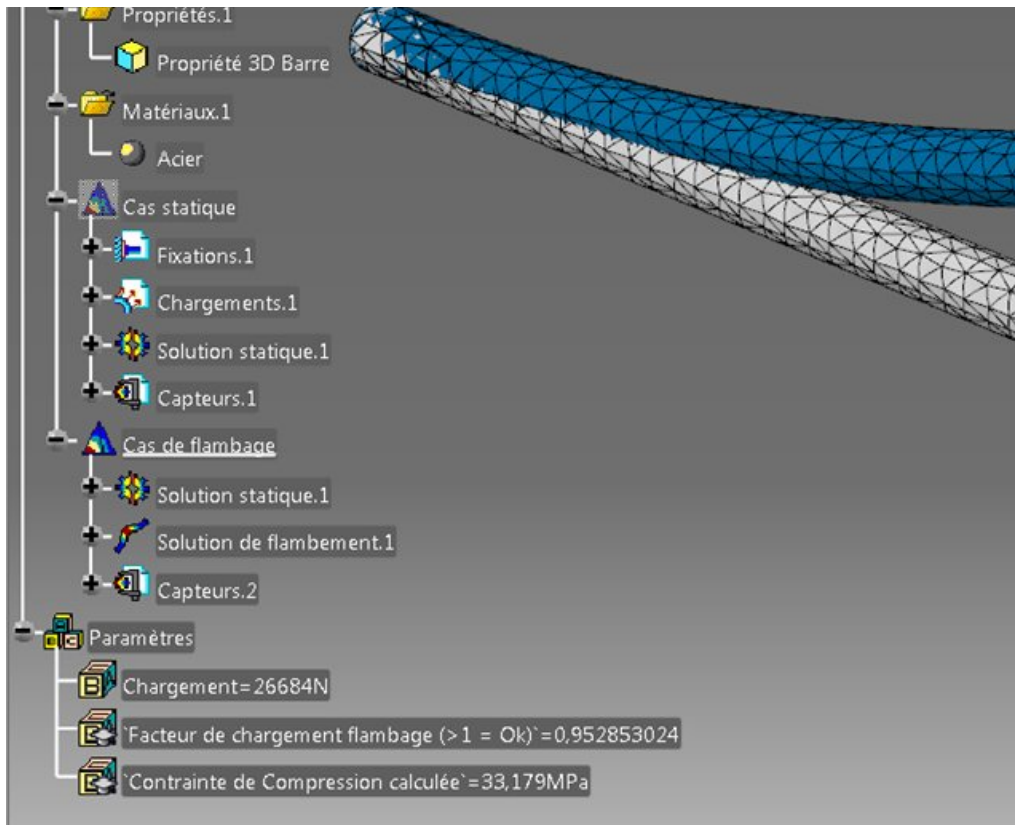 Propriétés.1
Propriété 3D Barre
Matériaux.1
Acier
Cas statique
Fixations.1
Chargements.1
Solution statique.1
Capteurs.1
Cas de flambage
Solution statique.1
Solution de flambement.1
Capteurs.2
Paramètres
Chargement=26684N
`Facteur de chargement flambage (>1 = Ok)`=0,952853024
`Contrainte de Compression calculée`=33,179MPa